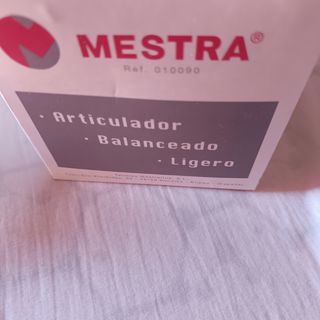 MESTRA®
Ref. 010090
· Articulador
· Balanceado
· Ligero